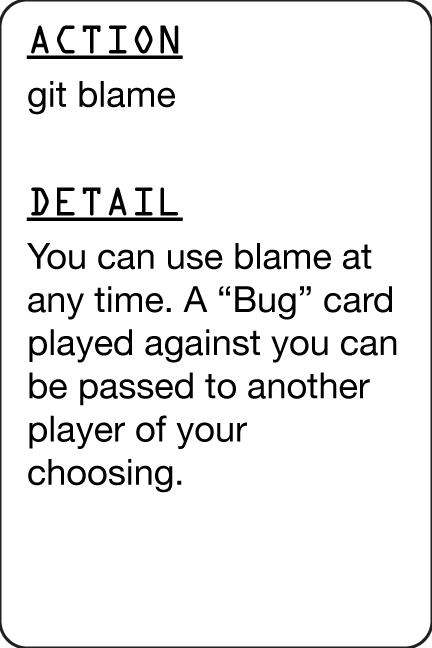 ACTION
git blame
DETAIL
You can use blame at
any time. A “Bug” card
played against you can
be passed to another
player of your
choosing.